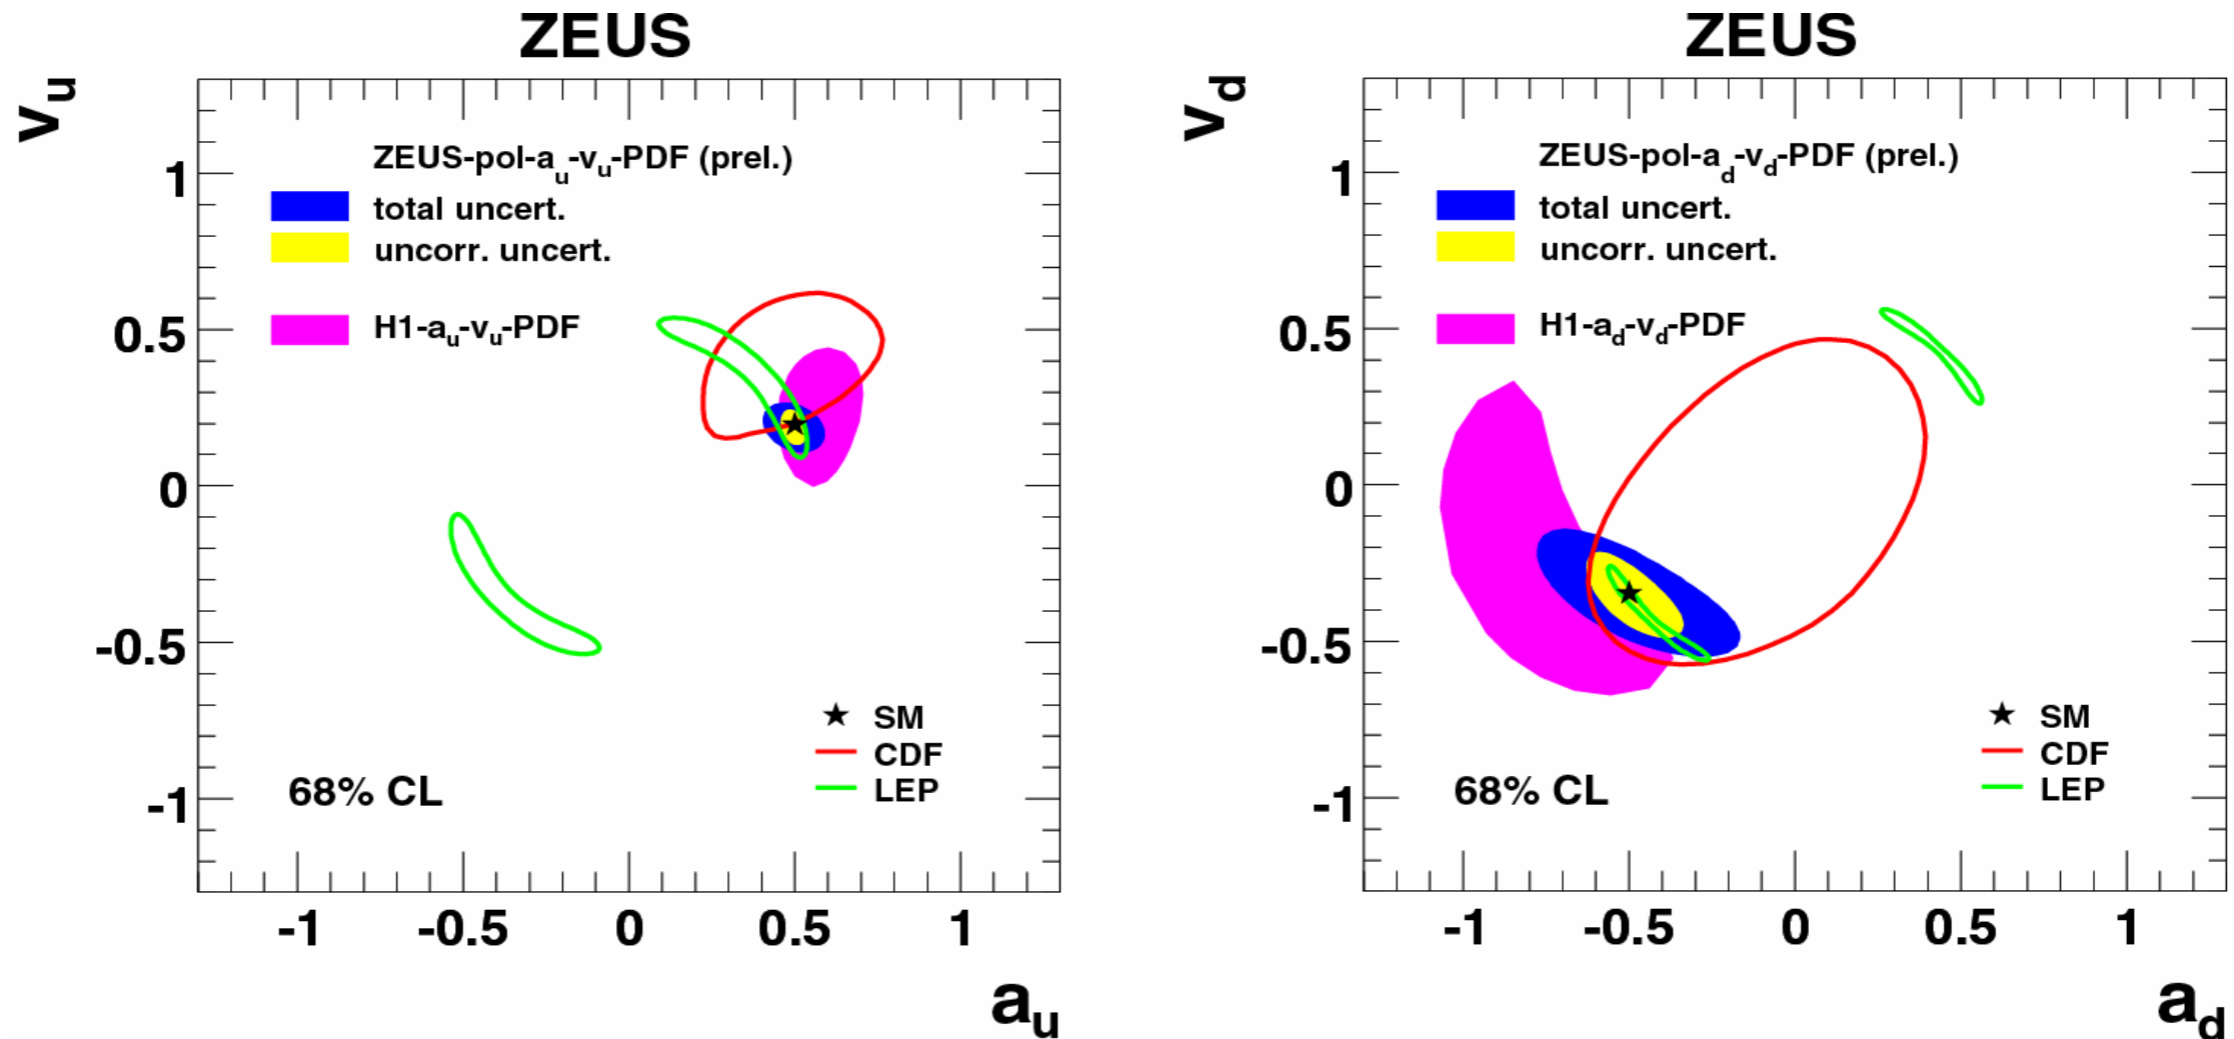 ZEUS
v_u
ZEUS-pol-a_u-v_u-PDF (prel.)
total uncert.
uncorr. uncert.
H1-a_u-v_u-PDF
1
0.5
0
-0.5
-1
★ SM
CDF
LEP
68% CL
-1 -0.5 0 0.5 1
a_u
ZEUS
v_d
ZEUS-pol-a_d-v_d-PDF (prel.)
total uncert.
uncorr. uncert.
H1-a_d-v_d-PDF
1
0.5
0
-0.5
-1
★ SM
CDF
LEP
68% CL
-1 -0.5 0 0.5 1
a_d